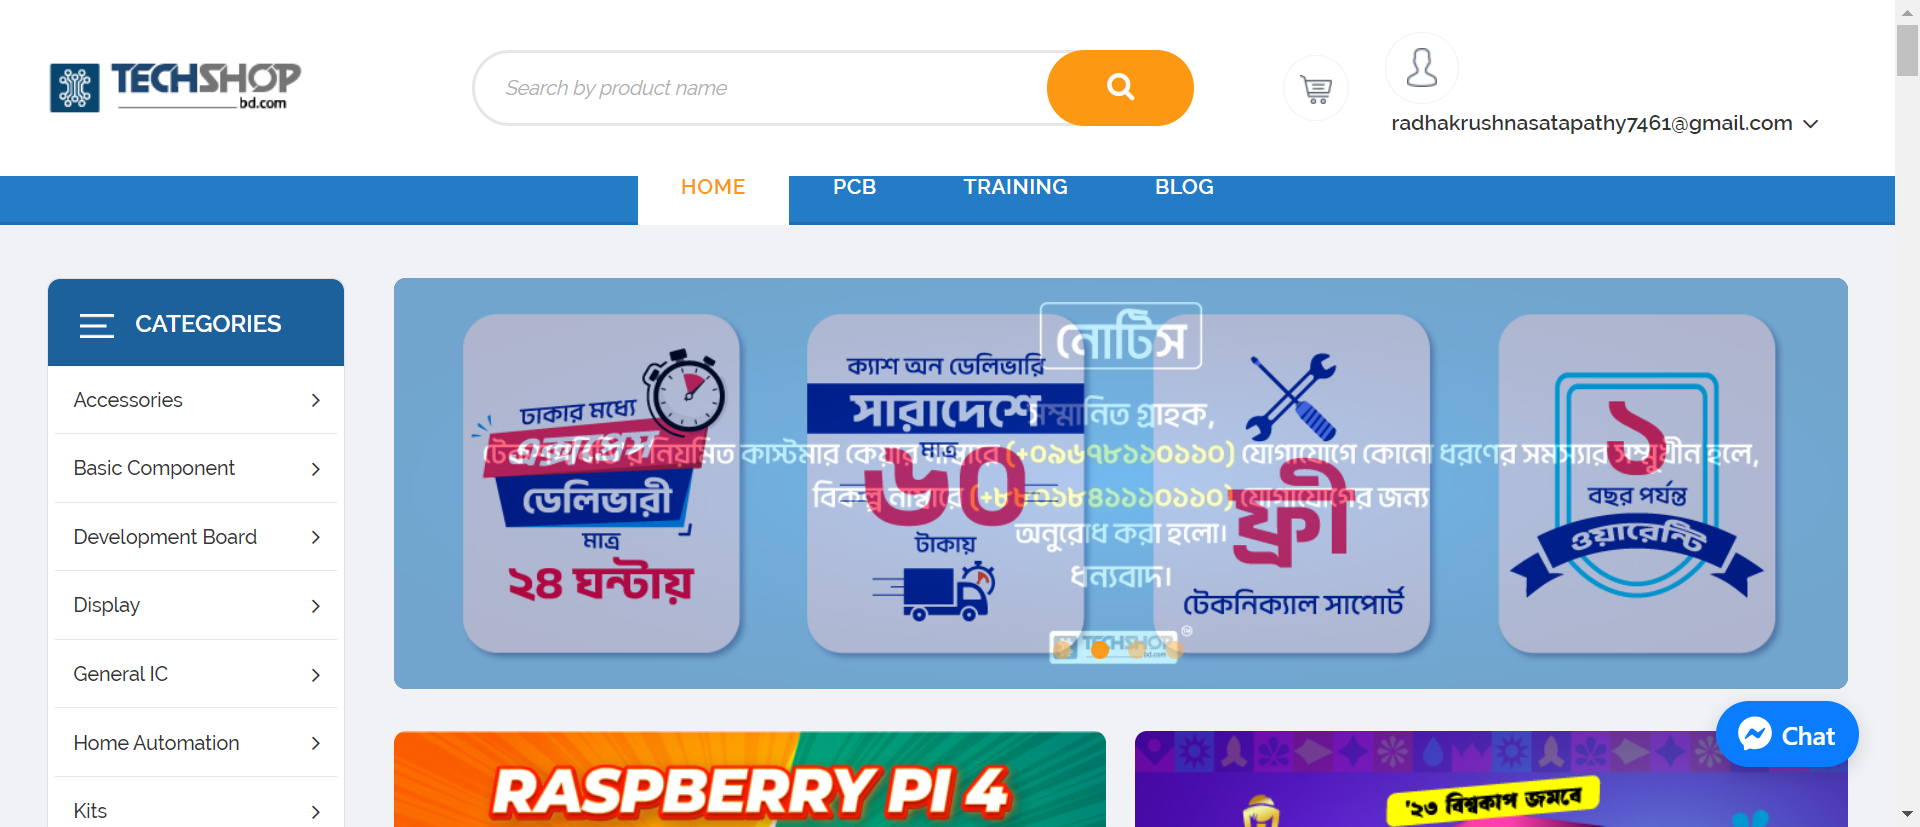 TECHSHOP
bd.com
Search by product name
radhakrushnasatapathy7461@gmail.com
HOME
PCB
TRAINING
BLOG
CATEGORIES
Accessories
Basic Component
Development Board
Display
General IC
Home Automation
Kits
ঢাকার মধ্যে
এক্সপ্রেস
ডেলিভারী
মাত্র
২৪ ঘন্টায়
ক্যাশ অন ডেলিভারি
সারাদেশে
মাত্র
৬০
টাকায়
ফ্রী
টেকনিক্যাল সাপোর্ট
১
বছর পর্যন্ত
ওয়ারেন্টি
নোটিস
সম্মানিত গ্রাহক,
নিয়মিত কাস্টমার কেয়ার নাম্বারে (+০৯৬৭৮১১০১১০) যোগাযোগে কোনো ধরণের সমস্যার সম্মুখীন হলে,
বিকল্প নাম্বারে (+৮৮০১৮৪১১১০১১০) যোগাযোগের জন্য
অনুরোধ করা হলো।
ধন্যবাদ।
TECHSHOP
bd.com
RASPBERRY PI 4
'২৩ বিশ্বকাপ জমবে
Chat